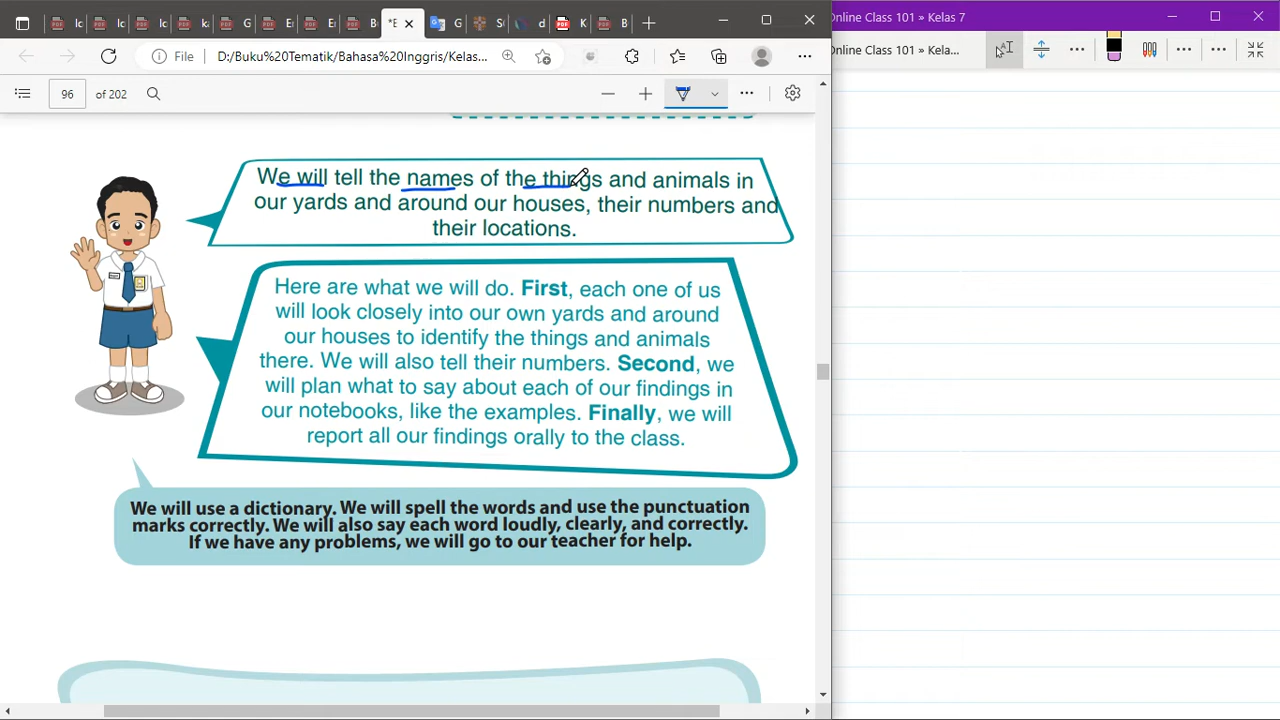 *E
G
Sc
d
G
B
Online Class 101 » Kelas 7
File
D:/Buku%20Tematik/Bahasa%20Inggris/Kelas...
Online Class 101 » Kela...
96 of 202
We will tell the names of the things and animals in
our yards and around our houses, their numbers and
their locations.
Here are what we will do. First, each one of us
will look closely into our own yards and around
our houses to identify the things and animals
there. We will also tell their numbers. Second, we
will plan what to say about each of our findings in
our notebooks, like the examples. Finally, we will
report all our findings orally to the class.
We will use a dictionary. We will spell the words and use the punctuation
marks correctly. We will also say each word loudly, clearly, and correctly.
If we have any problems, we will go to our teacher for help.